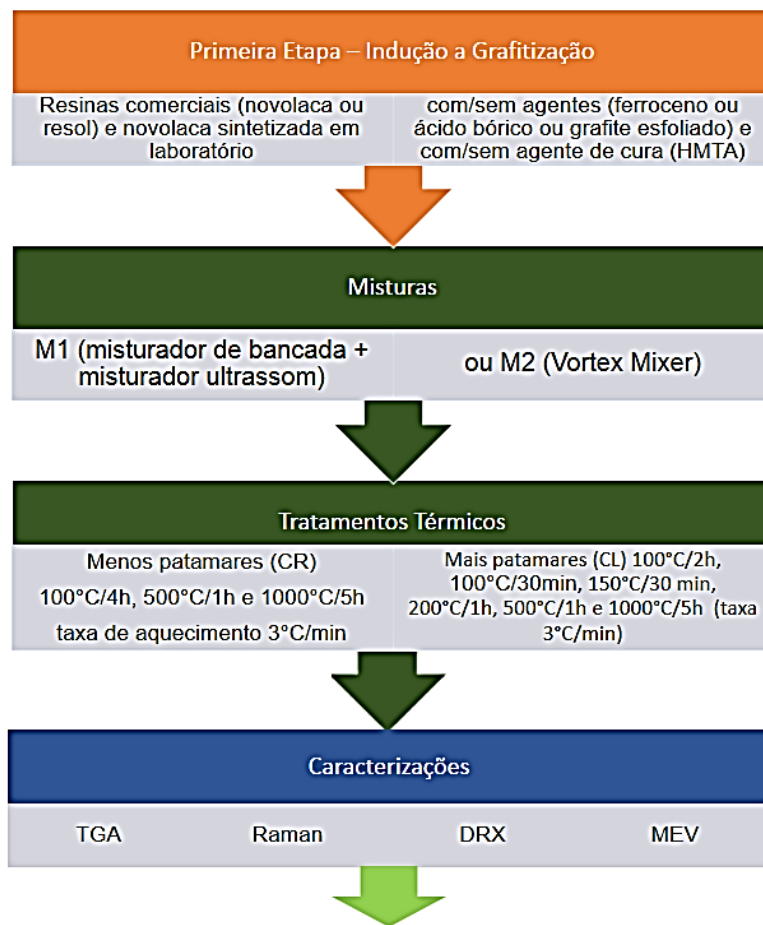 Primeira Etapa – Indução a Grafitização
Resinas comerciais (novolaca ou
resol) e novolaca sintetizada em
laboratório
com/sem agentes (ferroceno ou
ácido bórico ou grafite esfoliado) e
com/sem agente de cura (HMTA)
Misturas
M1 (misturador de bancada +
misturador ultrassom)
ou M2 (Vortex Mixer)
Tratamentos Térmicos
Menos patamares (CR)
100°C/4h, 500°C/1h e 1000°C/5h
taxa de aquecimento 3°C/min
Mais patamares (CL) 100°C/2h,
100°C/30min, 150°C/30 min,
200°C/1h, 500°C/1h e 1000°C/5h (taxa
3°C/min)
Caracterizações
TGA
Raman
DRX
MEV